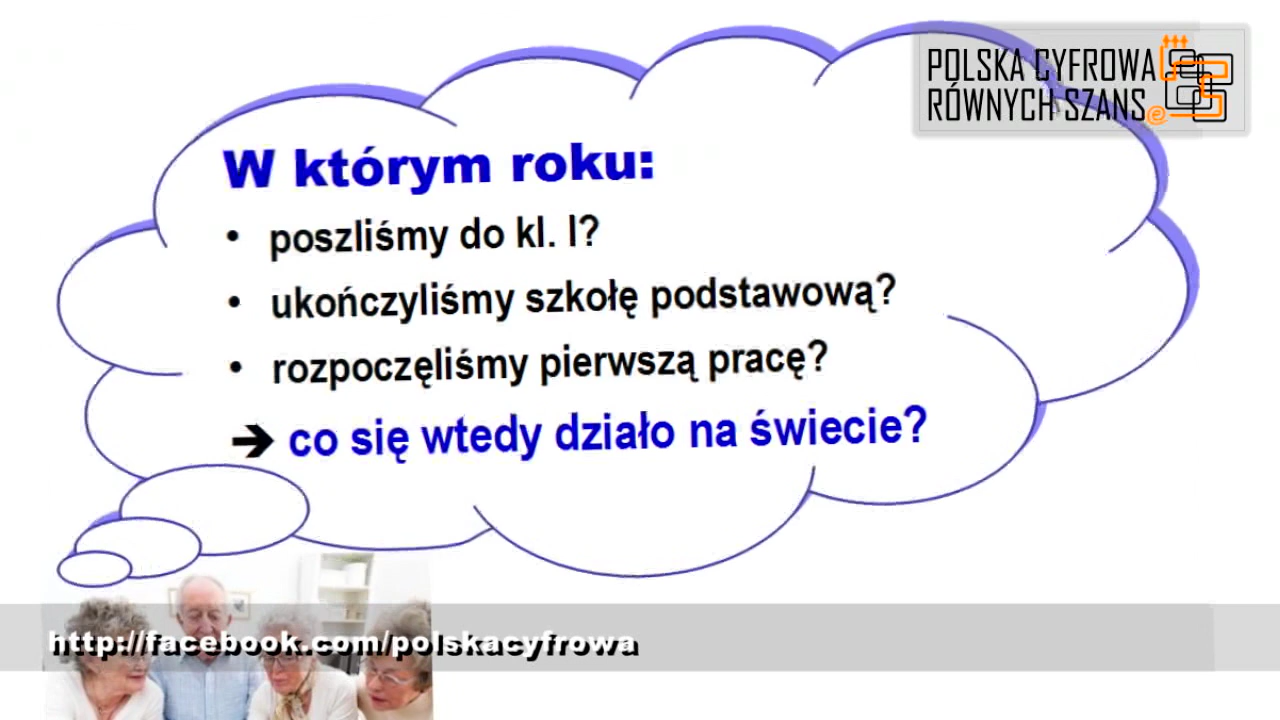 POLSKA CYFROWA
RÓWNYCH SZANS
W którym roku:
• poszliśmy do kl. I?
• ukończyliśmy szkołę podstawową?
• rozpoczęliśmy pierwszą pracę?
➔ co się wtedy działo na świecie?
http://facebook.com/polskacyfrowa